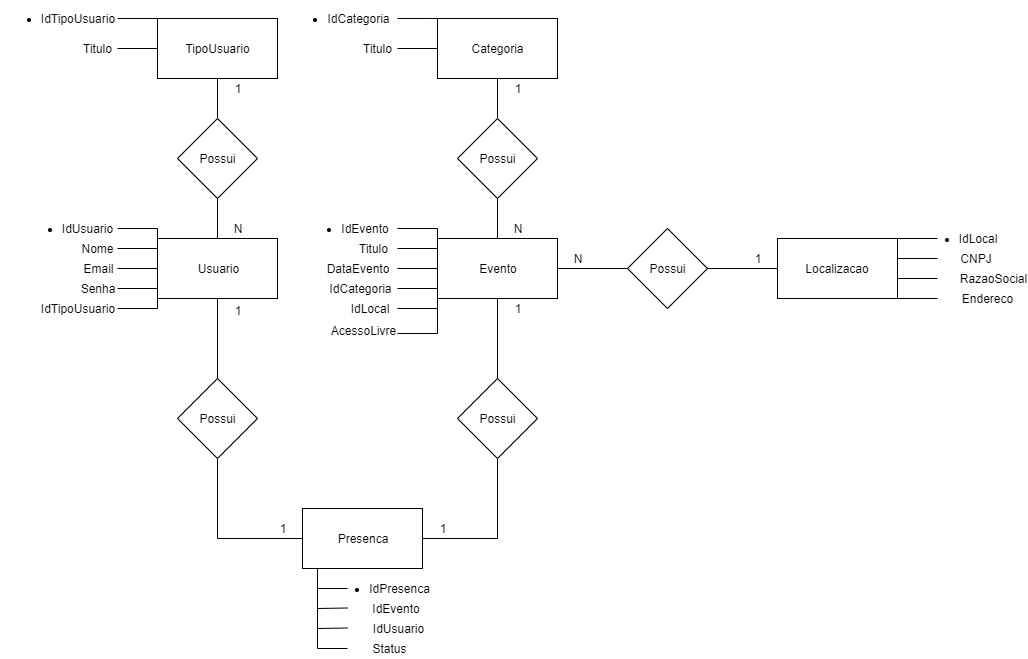 • IdTipoUsuario
Titulo
TipoUsuario
1
• IdCategoria
Titulo
Categoria
1
Possui
Possui
N
N
• IdUsuario
Nome
Email
Senha
IdTipoUsuario
Usuario
1
• IdEvento
Titulo
DataEvento
IdCategoria
IdLocal
AcessoLivre
Evento
1
N
Possui
1
Localizacao
• IdLocal
CNPJ
RazaoSocial
Endereco
Possui
Possui
1
Presenca
1
• IdPresenca
IdEvento
IdUsuario
Status